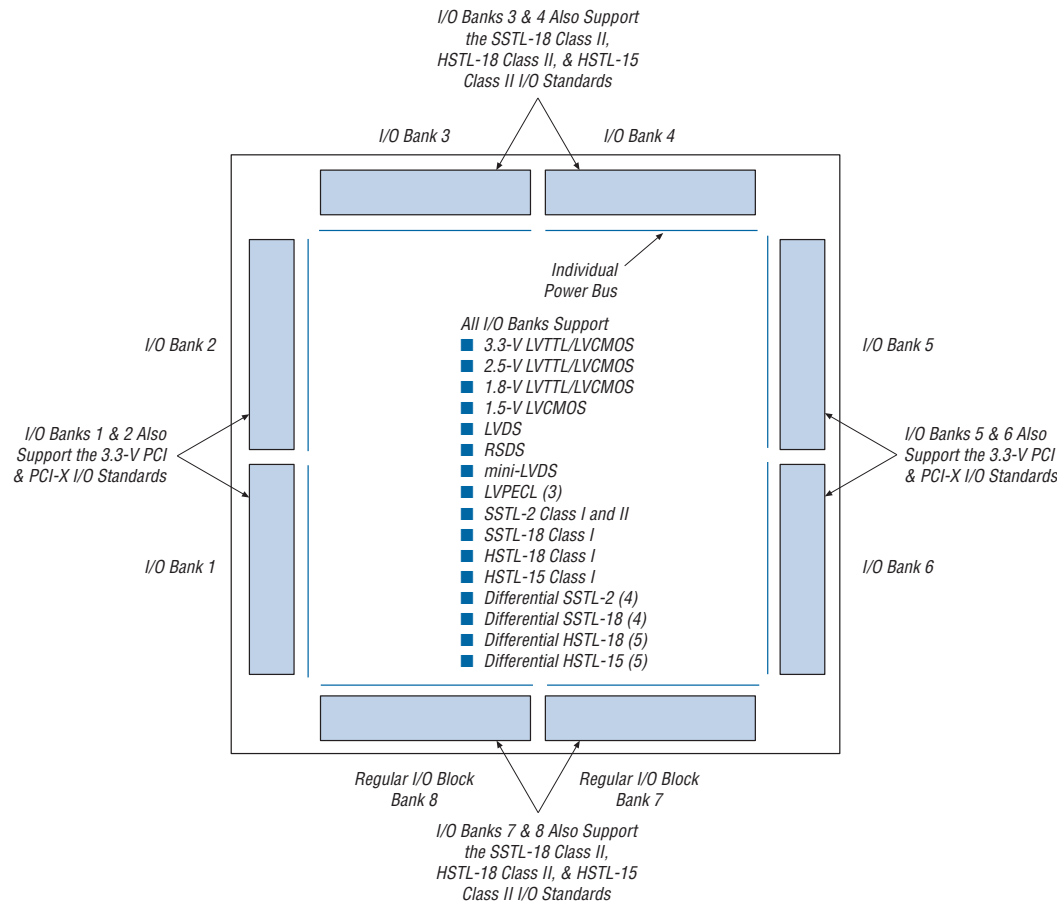 I/O Banks 3 & 4 Also Support
the SSTL-18 Class II,
HSTL-18 Class II, & HSTL-15
Class II I/O Standards
I/O Bank 3
I/O Bank 4
Individual
Power Bus
I/O Bank 2
I/O Bank 5
All I/O Banks Support
3.3-V LVTTL/LVCMOS
2.5-V LVTTL/LVCMOS
1.8-V LVTTL/LVCMOS
1.5-V LVCMOS
LVDS
RSDS
mini-LVDS
LVPECL (3)
SSTL-2 Class I and II
SSTL-18 Class I
HSTL-18 Class I
HSTL-15 Class I
Differential SSTL-2 (4)
Differential SSTL-18 (4)
Differential HSTL-18 (5)
Differential HSTL-15 (5)
I/O Banks 1 & 2 Also
Support the 3.3-V PCI
& PCI-X I/O Standards
I/O Banks 5 & 6 Also
Support the 3.3-V PCI
& PCI-X I/O Standards
I/O Bank 1
I/O Bank 6
Regular I/O Block
Bank 8
Regular I/O Block
Bank 7
I/O Banks 7 & 8 Also Support
the SSTL-18 Class II,
HSTL-18 Class II, & HSTL-15
Class II I/O Standards